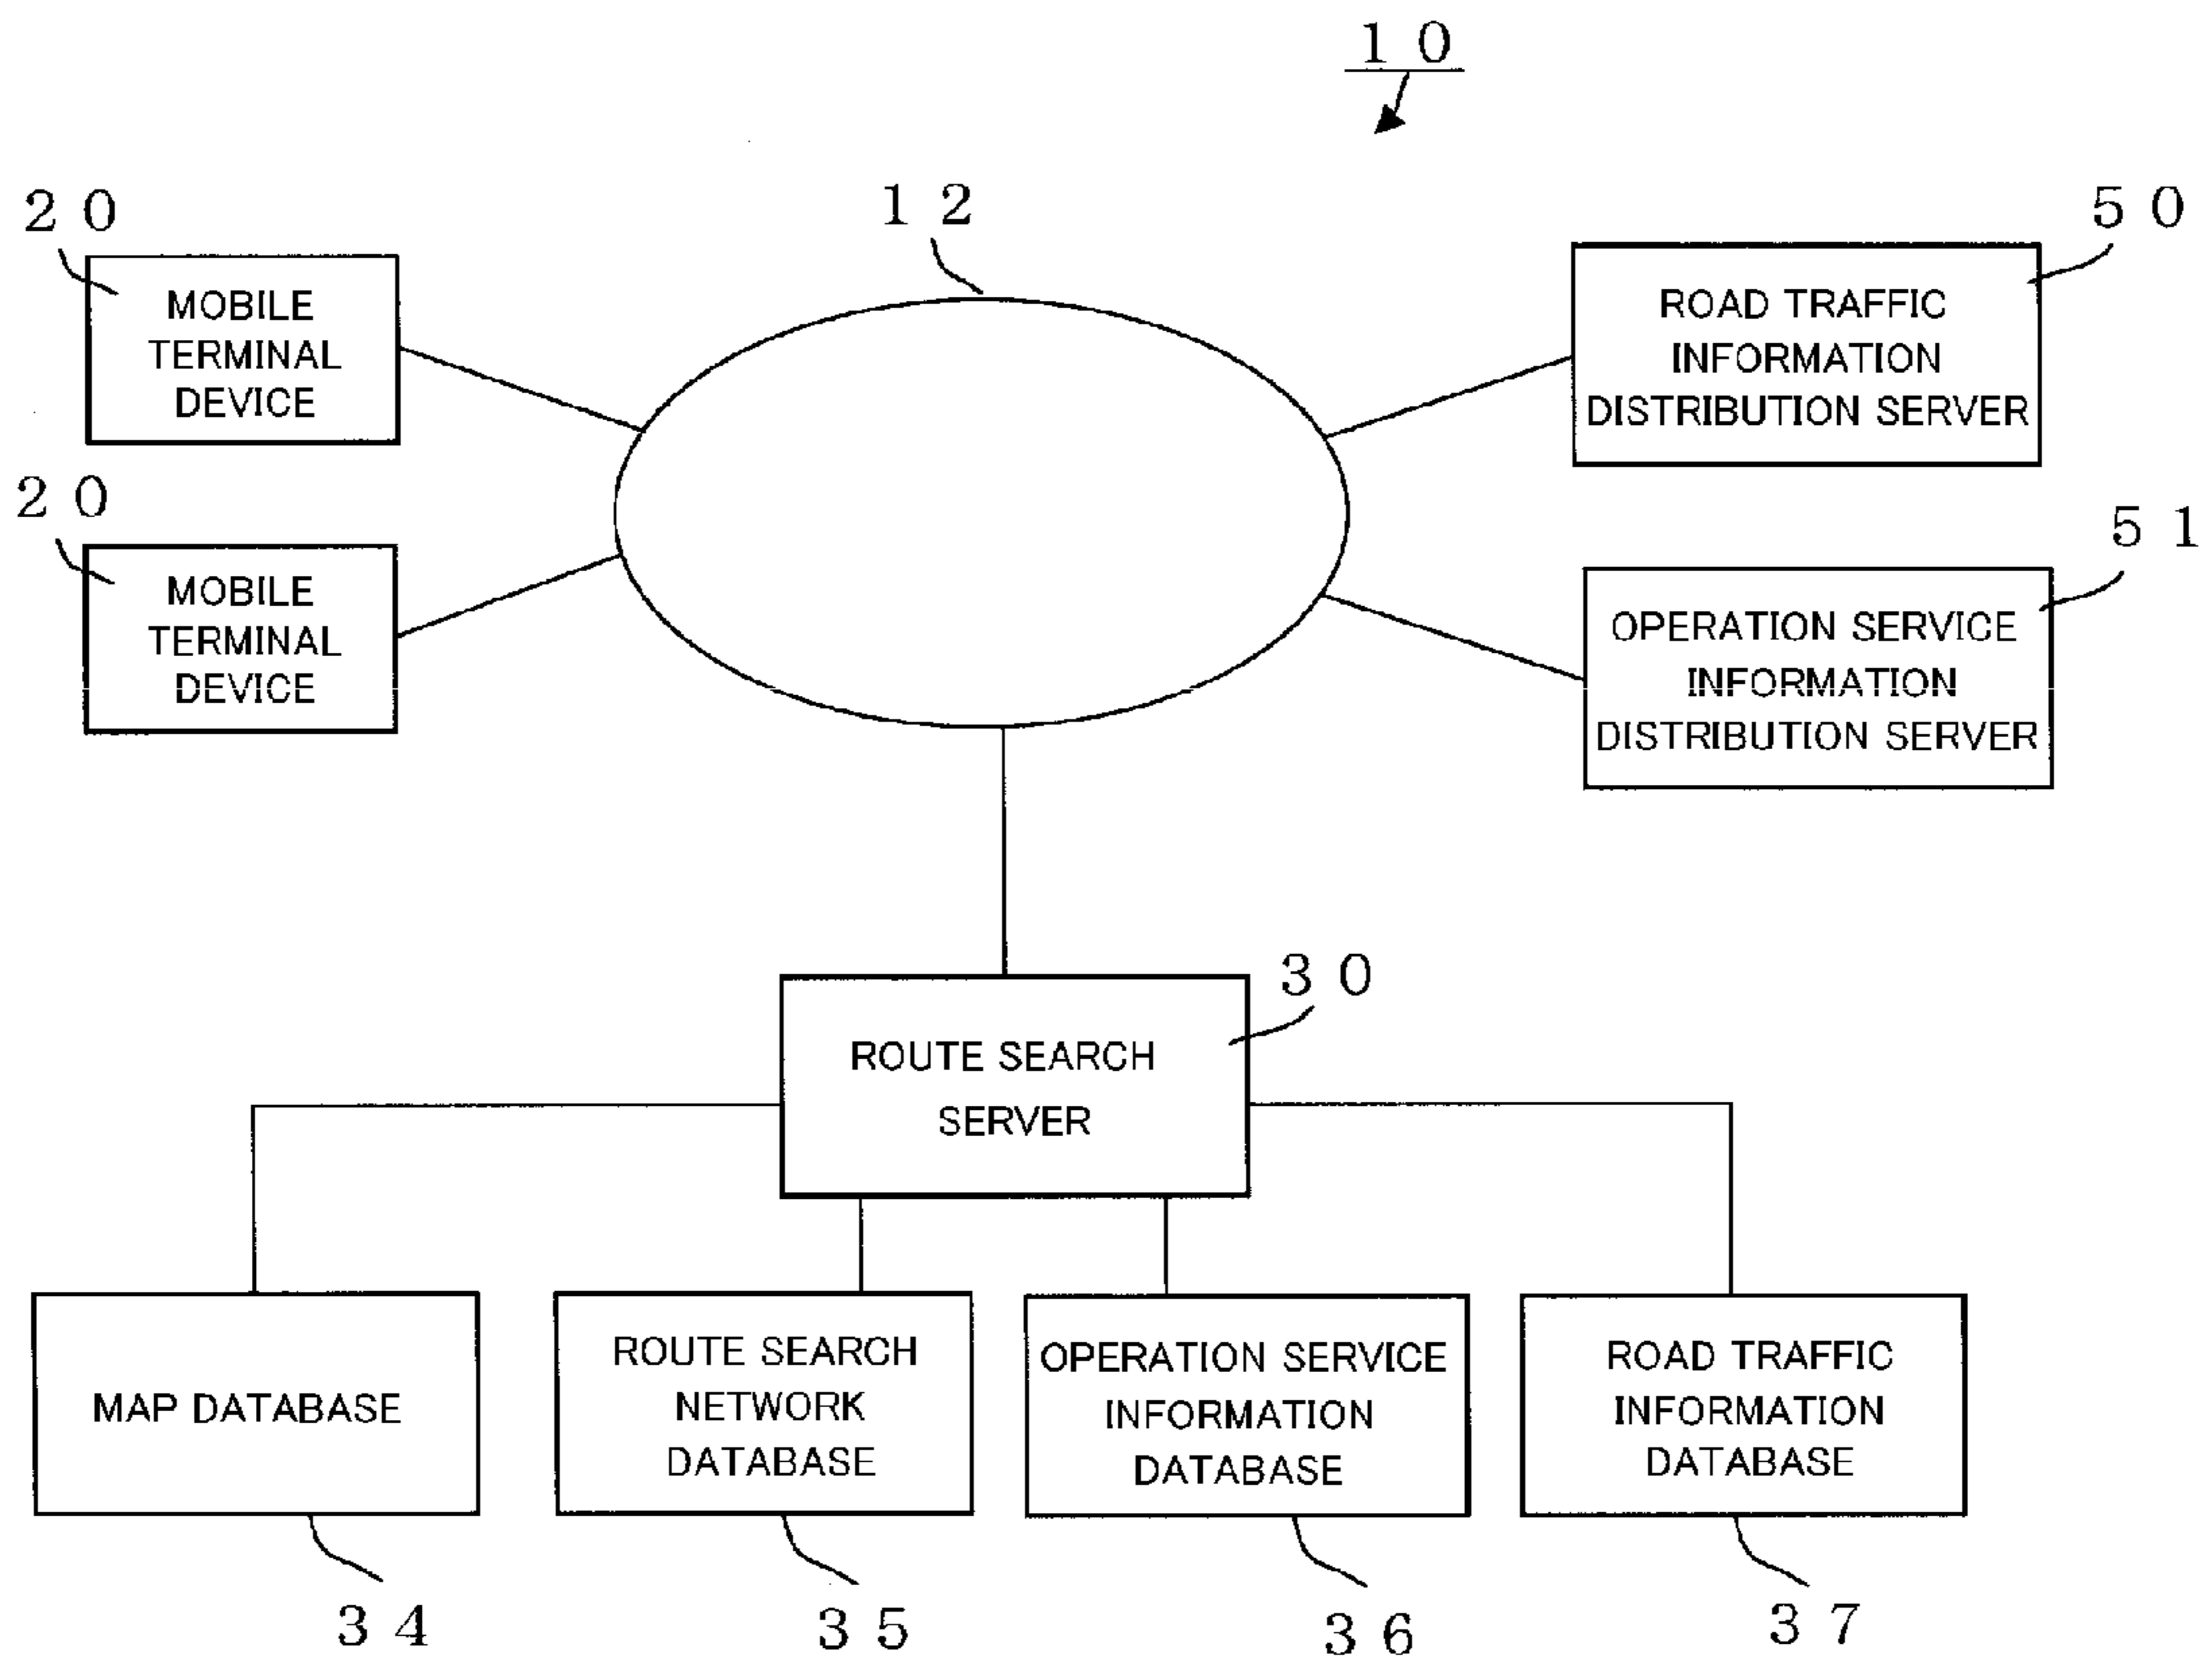 10
12
20
MOBILE
TERMINAL
DEVICE
50
ROAD TRAFFIC
INFORMATION
DISTRIBUTION SERVER
20
MOBILE
TERMINAL
DEVICE
51
OPERATION SERVICE
INFORMATION
DISTRIBUTION SERVER
30
ROUTE SEARCH
SERVER
MAP DATABASE
34
ROUTE SEARCH
NETWORK
DATABASE
35
OPERATION SERVICE
INFORMATION
DATABASE
36
ROAD TRAFFIC
INFORMATION
DATABASE
37